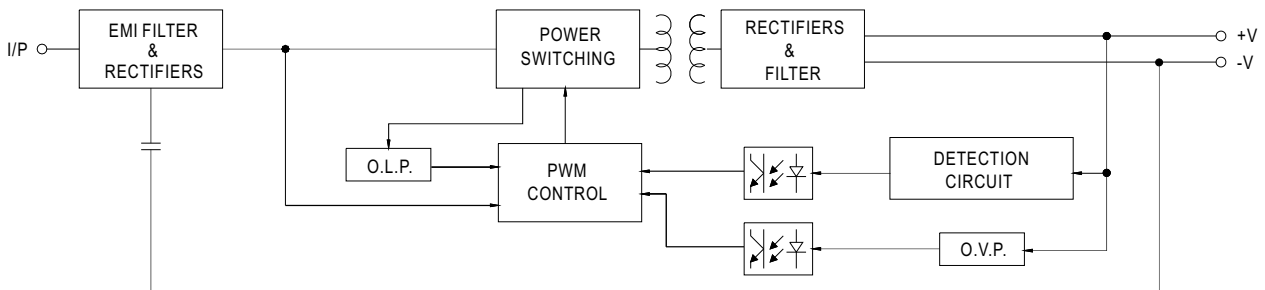 I/P
EMI FILTER
&
RECTIFIERS
POWER
SWITCHING
RECTIFIERS
&
FILTER
+V
-V
O.L.P.
PWM
CONTROL
DETECTION
CIRCUIT
O.V.P.